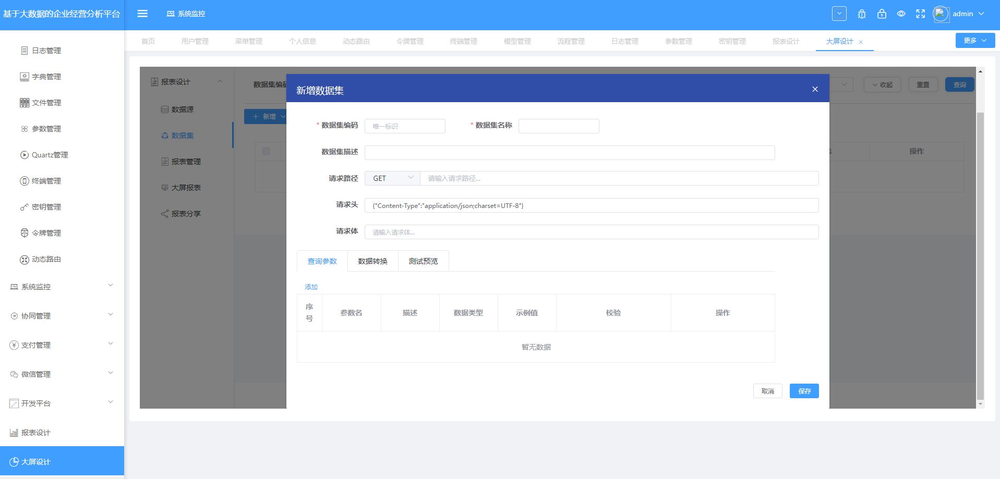 基于大数据的企业经营分析平台
系统监控
admin
首页
用户管理
菜单管理
个人信息
动态路由
令牌管理
终端管理
模型管理
流程管理
日志管理
参数管理
密钥管理
报表设计
大屏设计
更多
日志管理
字典管理
文件管理
参数管理
Quartz管理
终端管理
密钥管理
令牌管理
动态路由
系统监控
协同管理
支付管理
微信管理
开发平台
报表设计
大屏设计
报表设计
数据源
数据集
报表管理
大屏报表
报表分享
数据集编码
收起
重置
查询
新增
操作
新增数据集
* 数据集编码
唯一标识
* 数据集名称
数据集描述
请求路径
GET
请输入请求路径...
请求头
{"Content-Type":"application/json;charset=UTF-8"}
请求体
请输入请求体...
查询参数
数据转换
测试预览
添加
序号
参数名
描述
数据类型
示例值
校验
操作
暂无数据
取消
保存